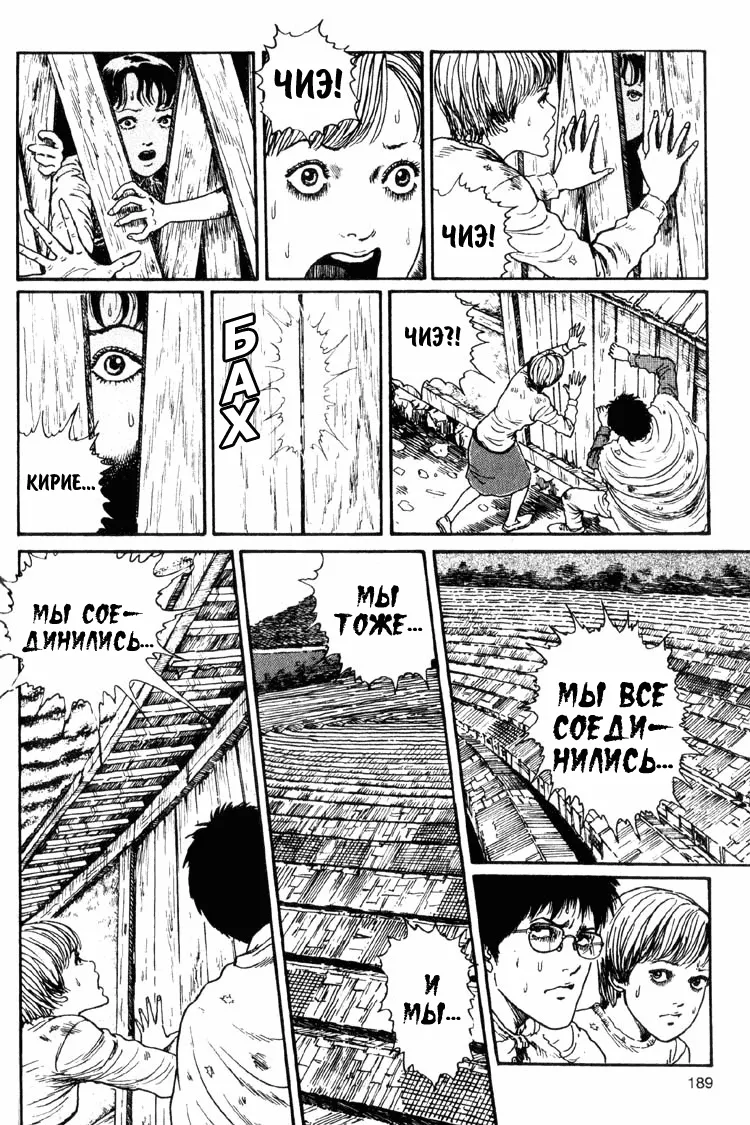 ЧИЭ!
ЧИЭ!
КИРИЕ...
БАХ
ЧИЭ?!
МЫ СОЕ-
ДИНИЛИСЬ...
МЫ
ТОЖЕ...
И
МЫ...
МЫ ВСЕ
СОЕДИ-
НИЛИСЬ...
189